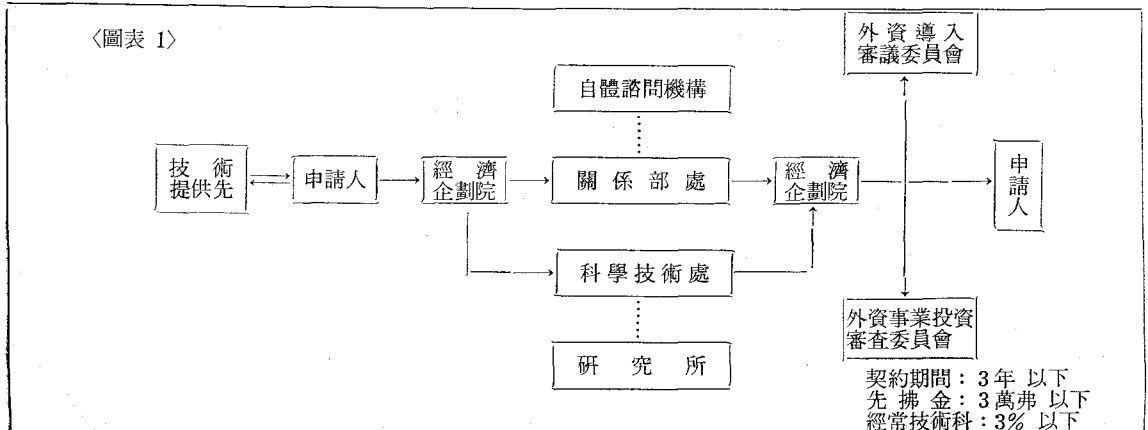 〈圖表 1〉
外資導入
審議委員會
自體諮問機構
技術
提供先
申請人
經濟
企劃院
關係部處
經濟
企劃院
申請人
科學技術處
外資事業投資
審査委員會
硏究所
契約期間 : 3年 以下
先拂金 : 3萬弗 以下
經常技術科 : 3% 以下